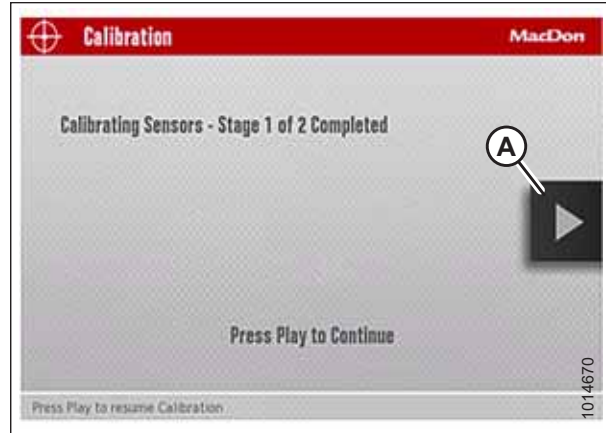 Calibration MacDon
Calibrating Sensors - Stage 1 of 2 Completed
A
Press Play to Continue
Press Play to resume Calibration
1014670